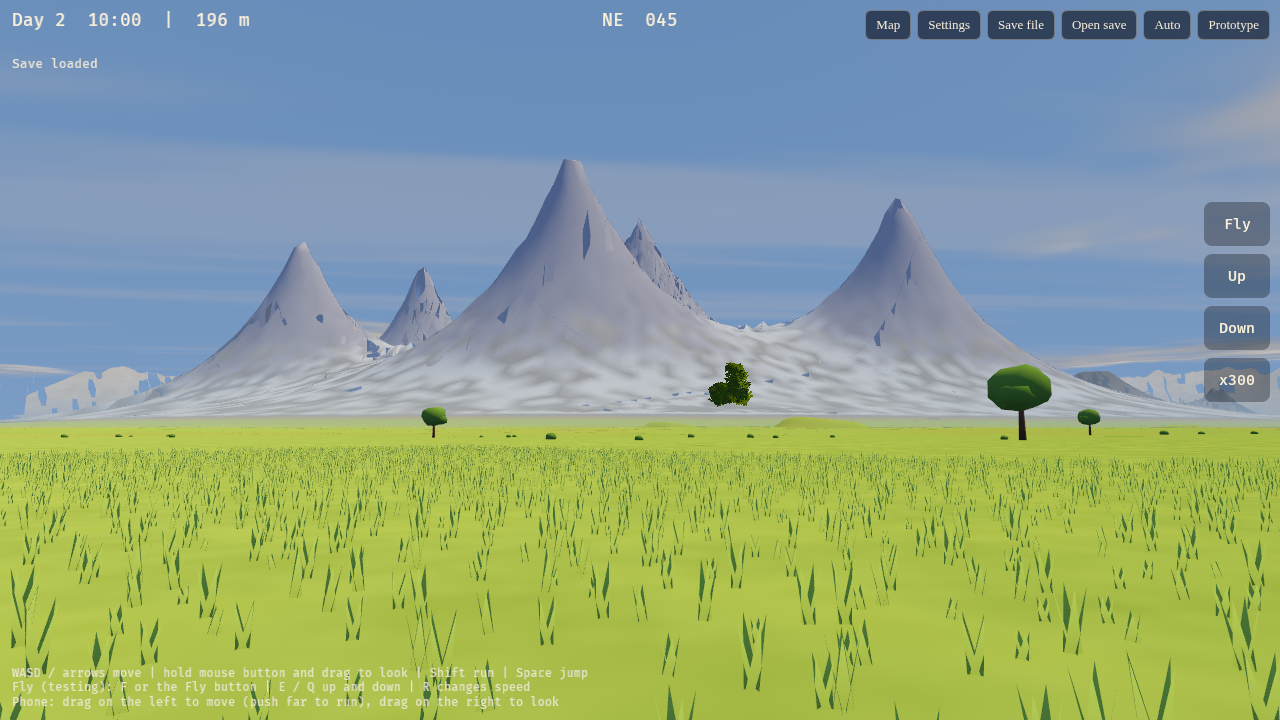 Day 2  10:00  |  196 m
NE  045
Map
Settings
Save file
Open save
Auto
Prototype
Save loaded
Fly
Up
Down
x300
WASD / arrows move | hold mouse button and drag to look | Shift run | Space jump
Fly (testing): F or the Fly button | E / Q up and down | R changes speed
Phone: drag on the left to move (push far to run), drag on the right to look